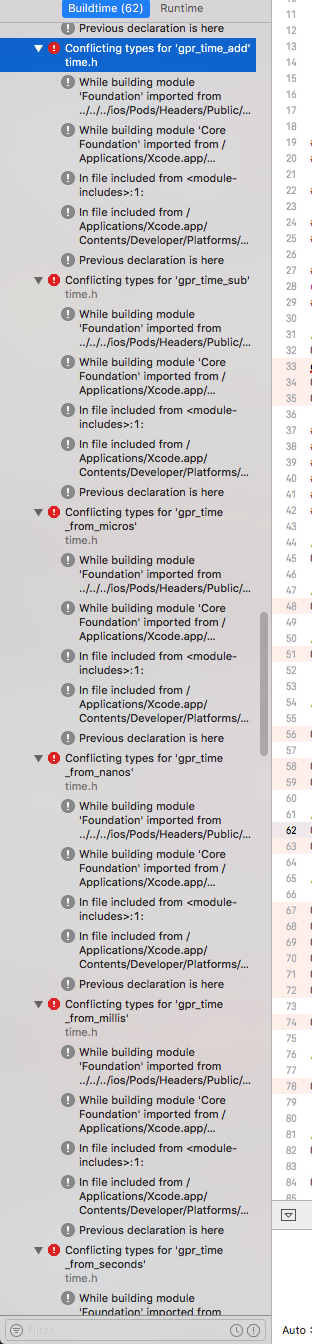 Buildtime (62) Runtime
Previous declaration is here
Conflicting types for 'gpr_time_add'
time.h
While building module
'Foundation' imported from
../../../ios/Pods/Headers/Public/...
While building module 'Core
Foundation' imported from /
Applications/Xcode.app/...
In file included from <module-
includes>:1:
In file included from /
Applications/Xcode.app/
Contents/Developer/Platforms/...
Previous declaration is here
Conflicting types for 'gpr_time_sub'
time.h
While building module
'Foundation' imported from
../../../ios/Pods/Headers/Public/...
While building module 'Core
Foundation' imported from /
Applications/Xcode.app/...
In file included from <module-
includes>:1:
In file included from /
Applications/Xcode.app/
Contents/Developer/Platforms/...
Previous declaration is here
Conflicting types for 'gpr_time
_from_micros'
time.h
While building module
'Foundation' imported from
../../../ios/Pods/Headers/Public/...
While building module 'Core
Foundation' imported from /
Applications/Xcode.app/...
In file included from <module-
includes>:1:
In file included from /
Applications/Xcode.app/
Contents/Developer/Platforms/...
Previous declaration is here
Conflicting types for 'gpr_time
_from_nanos'
time.h
While building module
'Foundation' imported from
../../../ios/Pods/Headers/Public/...
While building module 'Core
Foundation' imported from /
Applications/Xcode.app/...
In file included from <module-
includes>:1:
In file included from /
Applications/Xcode.app/
Contents/Developer/Platforms/...
Previous declaration is here
Conflicting types for 'gpr_time
_from_millis'
time.h
While building module
'Foundation' imported from
../../../ios/Pods/Headers/Public/...
While building module 'Core
Foundation' imported from /
Applications/Xcode.app/...
In file included from <module-
includes>:1:
In file included from /
Applications/Xcode.app/
Contents/Developer/Platforms/...
Previous declaration is here
Conflicting types for 'gpr_time
_from_seconds'
time.h
While building module
'Foundation' imported from
Filter
11
12
13
14
15
16
17
18
19
20
21
22
23
24
25
26
27
28
29
30
31
32
33
34
35
36
37
38
39
40
41
42
43
44
45
46
47
48
49
50
51
52
53
54
55
56
57
58
59
60
61
62
63
64
65
66
67
68
69
70
71
72
73
74
75
76
77
78
79
80
81
82
83
84
85
Auto